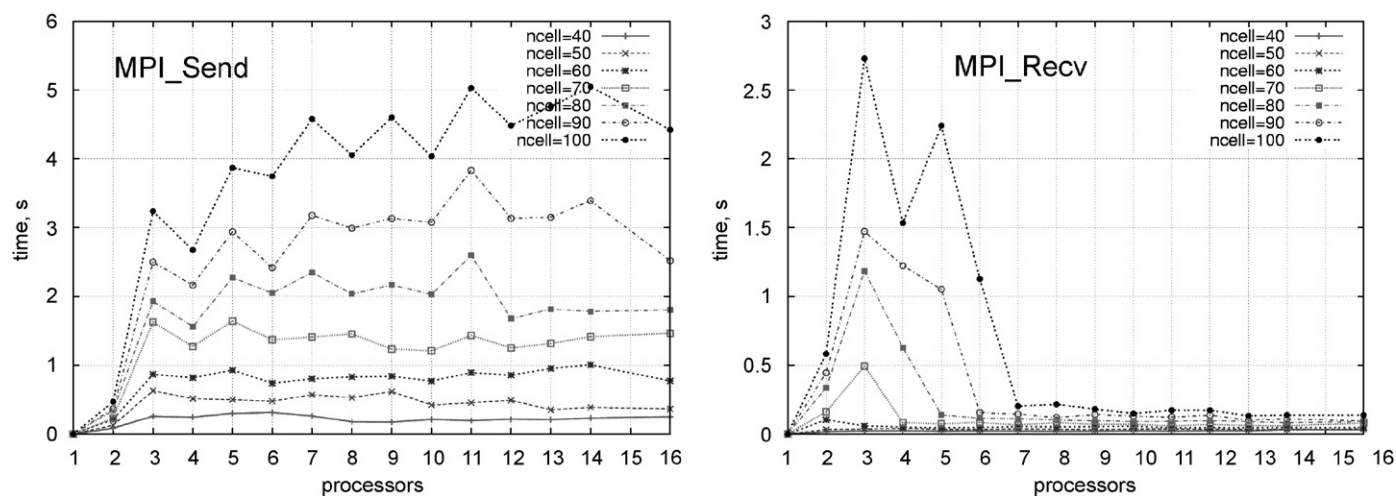 6
5
4
3
2
1
0
time, s
MPI_Send
ncell=40
ncell=50
ncell=60
ncell=70
ncell=80
ncell=90
ncell=100
1 2 3 4 5 6 7 8 9 10 11 12 13 14 15 16
processors
3
2.5
2
1.5
1
0.5
0
time, s
MPI_Recv
ncell=40
ncell=50
ncell=60
ncell=70
ncell=80
ncell=90
ncell=100
1 2 3 4 5 6 7 8 9 10 11 12 13 14 15 16
processors